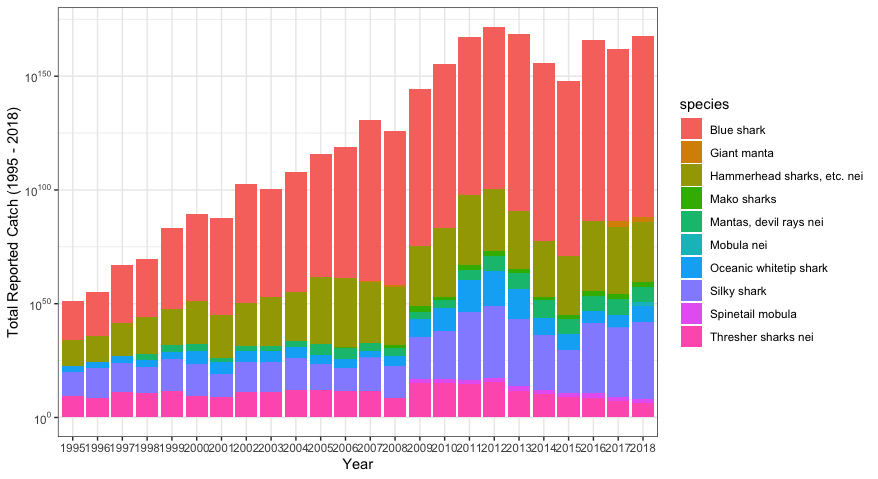 Total Reported Catch (1995 - 2018)
10^150
10^100
10^50
10^0
1995 1996 1997 1998 1999 2000 2001 2002 2003 2004 2005 2006 2007 2008 2009 2010 2011 2012 2013 2014 2015 2016 2017 2018
Year
species
Blue shark
Giant manta
Hammerhead sharks, etc. nei
Mako sharks
Mantas, devil rays nei
Mobula nei
Oceanic whitetip shark
Silky shark
Spinetail mobula
Thresher sharks nei